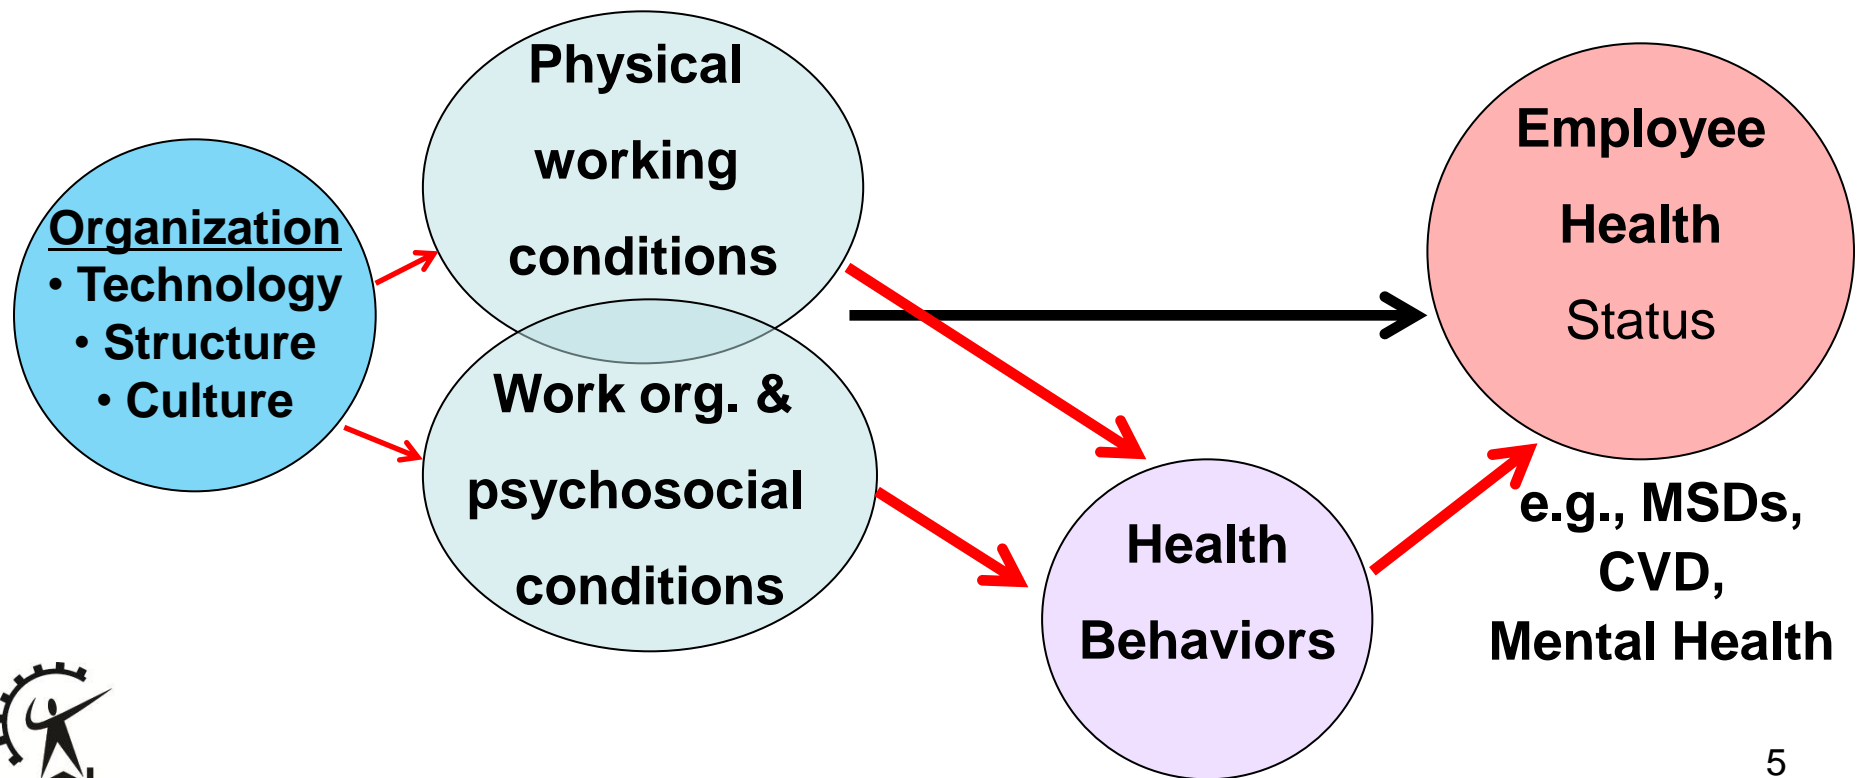 Organization
• Technology
• Structure
• Culture
Physical
working
conditions
Work org. &
psychosocial
conditions
Health
Behaviors
Employee
Health
Status
e.g., MSDs,
CVD,
Mental Health
5